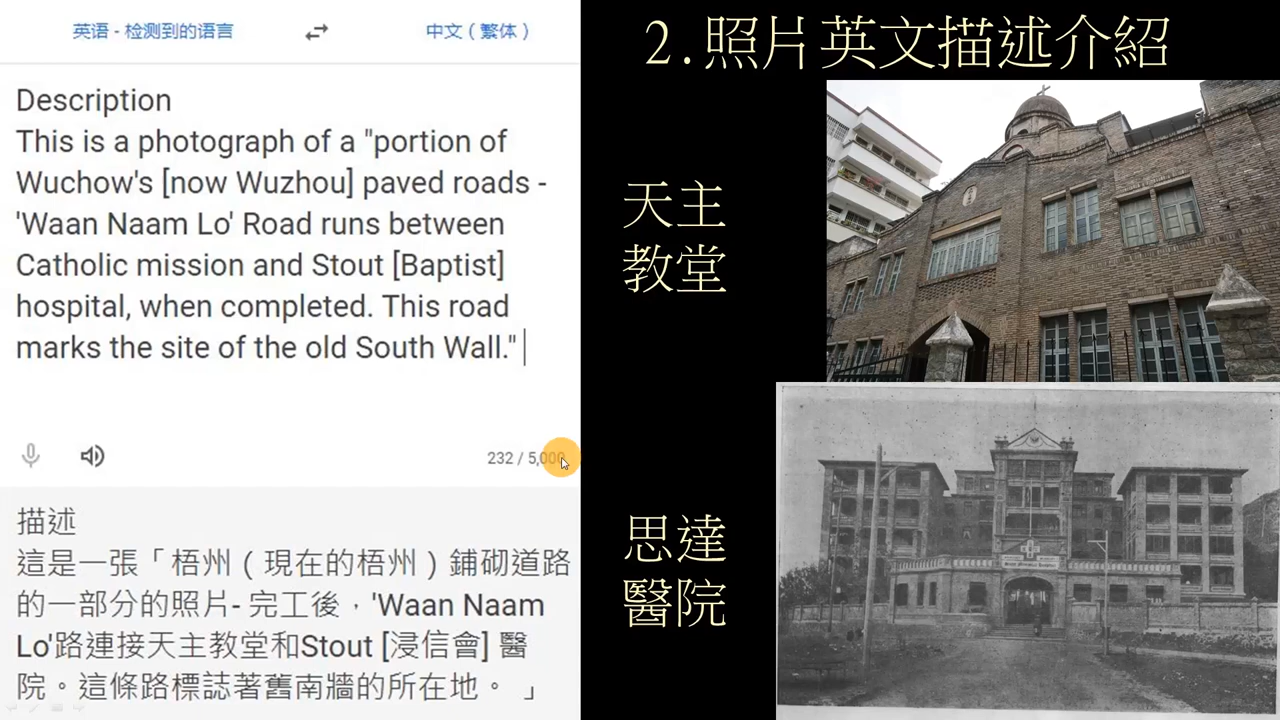 英语 - 检测到的语言
中文（繁体）
Description
This is a photograph of a "portion of
Wuchow's [now Wuzhou] paved roads -
'Waan Naam Lo' Road runs between
Catholic mission and Stout [Baptist]
hospital, when completed. This road
marks the site of the old South Wall."
232 / 5,000
描述
這是一張「 梧州 ( 現在的梧州 ) 鋪砌道路
的一部分的照片- 完工後，'Waan Naam
Lo'路連接天主教堂和Stout [浸信會] 醫
院。這條路標誌著舊南牆的所在地。 」
2.照片英文描述介紹
天主
教堂
思達
醫院